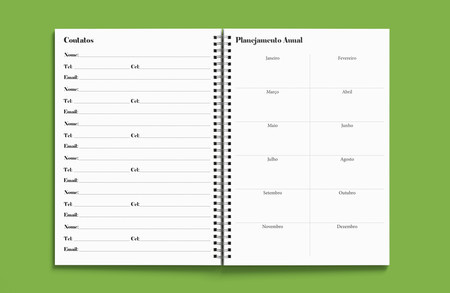 Contatos
Nome:
Tel: Cel:
Email:
Nome:
Tel: Cel:
Email:
Nome:
Tel: Cel:
Email:
Nome:
Tel: Cel:
Email:
Nome:
Tel: Cel:
Email:
Nome:
Tel: Cel:
Email:
Planejamento Anual
Janeiro Fevereiro
Março Abril
Maio Junho
Julho Agosto
Setembro Outubro
Novembro Dezembro